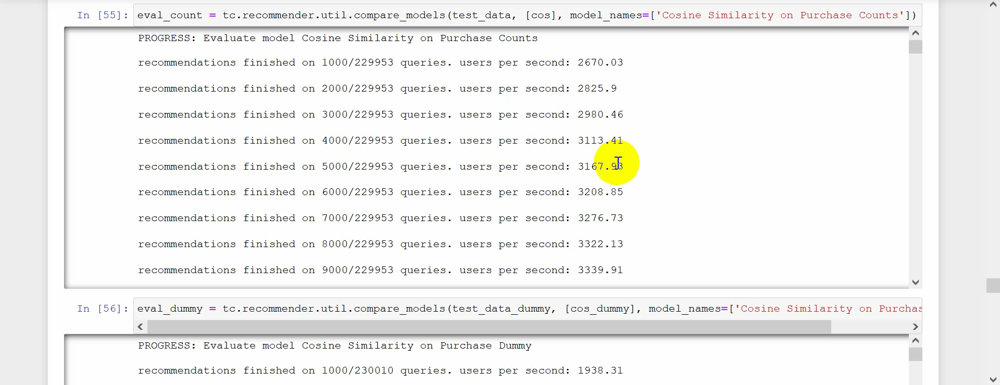 In [55]: eval_count = tc.recommender.util.compare_models(test_data, [cos], model_names=['Cosine Similarity on Purchase Counts'])
PROGRESS: Evaluate model Cosine Similarity on Purchase Counts
recommendations finished on 1000/229953 queries. users per second: 2670.03
recommendations finished on 2000/229953 queries. users per second: 2825.9
recommendations finished on 3000/229953 queries. users per second: 2980.46
recommendations finished on 4000/229953 queries. users per second: 3113.41
recommendations finished on 5000/229953 queries. users per second: 3167.93
recommendations finished on 6000/229953 queries. users per second: 3208.85
recommendations finished on 7000/229953 queries. users per second: 3276.73
recommendations finished on 8000/229953 queries. users per second: 3322.13
recommendations finished on 9000/229953 queries. users per second: 3339.91
In [56]: eval_dummy = tc.recommender.util.compare_models(test_data_dummy, [cos_dummy], model_names=['Cosine Similarity on Purchas
PROGRESS: Evaluate model Cosine Similarity on Purchase Dummy
recommendations finished on 1000/230010 queries. users per second: 1938.31